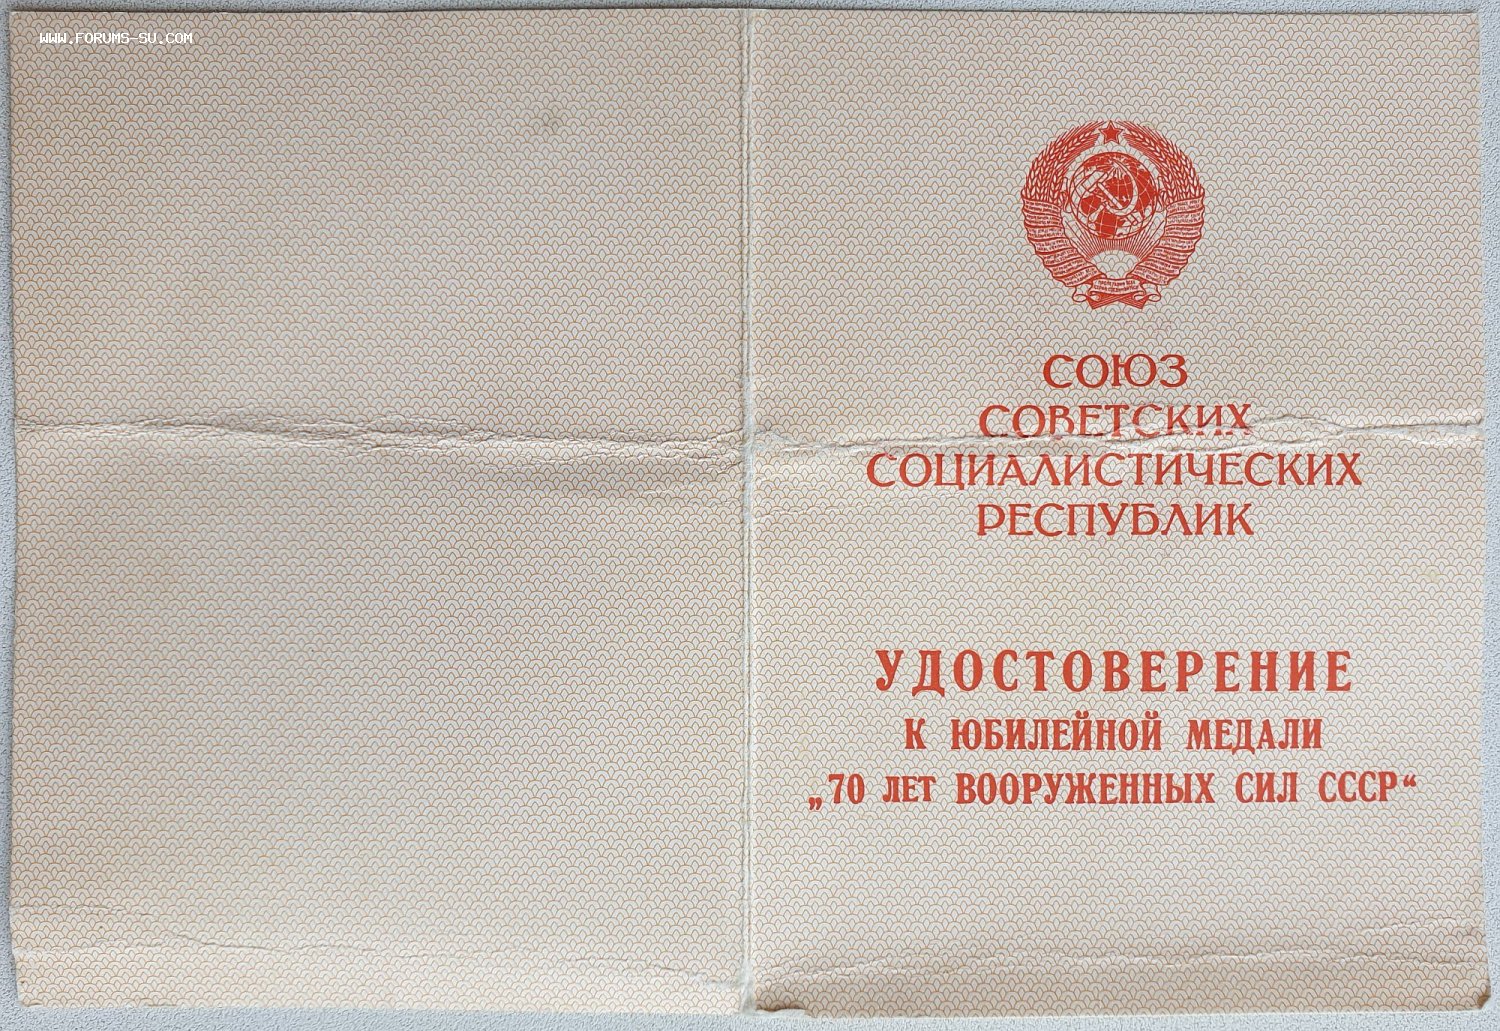 WWW.FORUMS-SU.COM
СОЮЗ
СОВЕТСКИХ
СОЦИАЛИСТИЧЕСКИХ
РЕСПУБЛИК
УДОСТОВЕРЕНИЕ
К ЮБИЛЕЙНОЙ МЕДАЛИ
„70 ЛЕТ ВООРУЖЕННЫХ СИЛ СССР“